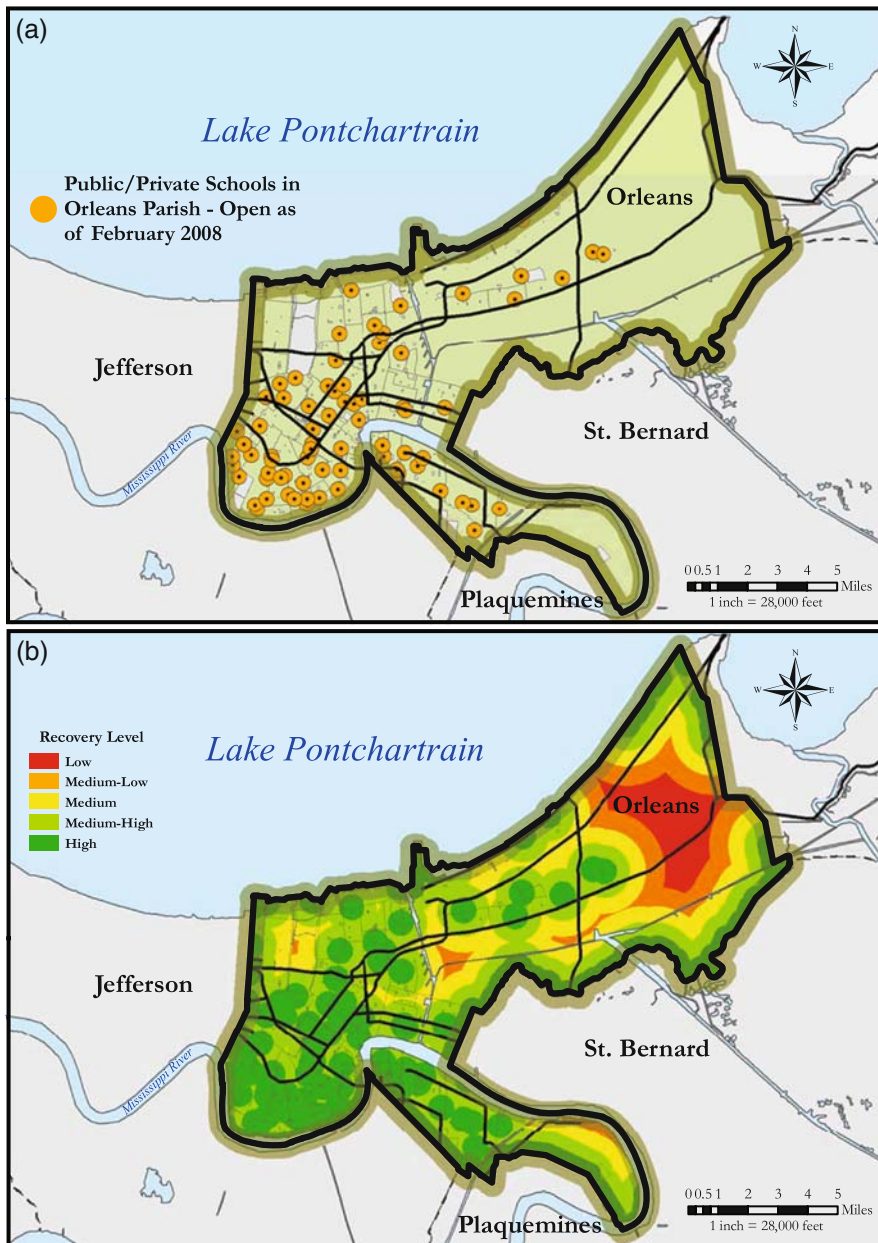 (a)
N
W
E
S
Lake Pontchartrain
Public/Private Schools in
Orleans Parish - Open as
of February 2008
Orleans
Jefferson
St. Bernard
Mississippi River
Plaquemines
0 0.5 1 2 3 4 5
Miles
1 inch = 28,000 feet
(b)
N
W
E
S
Recovery Level
Low
Medium-Low
Medium
Medium-High
High
Lake Pontchartrain
Orleans
Jefferson
St. Bernard
Mississippi River
Plaquemines
0 0.5 1 2 3 4 5
Miles
1 inch = 28,000 feet